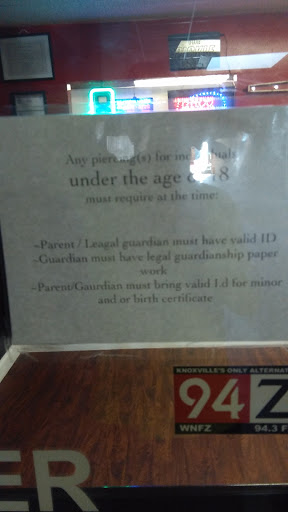 Any piercing(s) for individuals
under the age of 18
must require at the time:
~Parent / Leagal guardian must have valid ID
~Guardian must have legal guardianship paper
work
~Parent/Gaurdian must bring valid I.d for minor
and or birth certificate
KNOXVILLE'S ONLY ALTERNAT
94Z
WNFZ 94.3 F
ER